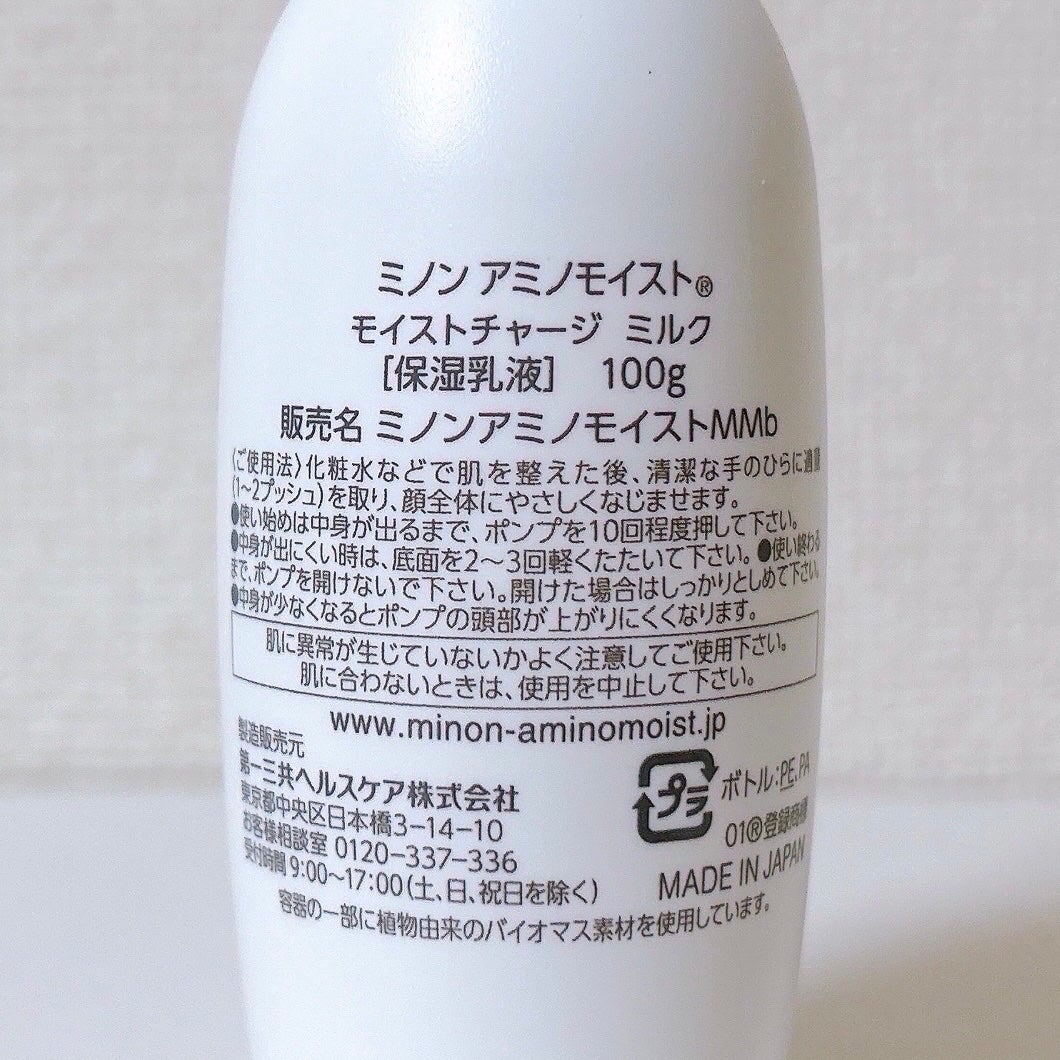 ミノン アミノモイスト®
モイストチャージ ミルク
[保湿乳液] 100g
販売名 ミノンアミノモイストMMb
〈ご使用法〉化粧水などで肌を整えた後、清潔な手のひらに適量
(1〜2プッシュ)を取り、顔全体にやさしくなじませます。
●使い始めは中身が出るまで、ポンプを10回程度押して下さい。
●中身が出にくい時は、底面を2〜3回軽くたたいて下さい。●使い終わる
まで、ポンプを開けないで下さい。開けた場合はしっかりとしめて下さい。
●中身が少なくなるとポンプの頭部が上がりにくくなります。
肌に異常が生じていないかよく注意してご使用下さい。
肌に合わないときは、使用を中止して下さい。
www.minon-aminomoist.jp
製造販売元
第一三共ヘルスケア株式会社
東京都中央区日本橋3-14-10
お客様相談室 0120-337-336
受付時間 9:00〜17:00(土、日、祝日を除く)
プラ
ボトル:PE,PA
01®登録商標
MADE IN JAPAN
容器の一部に植物由来のバイオマス素材を使用しています。